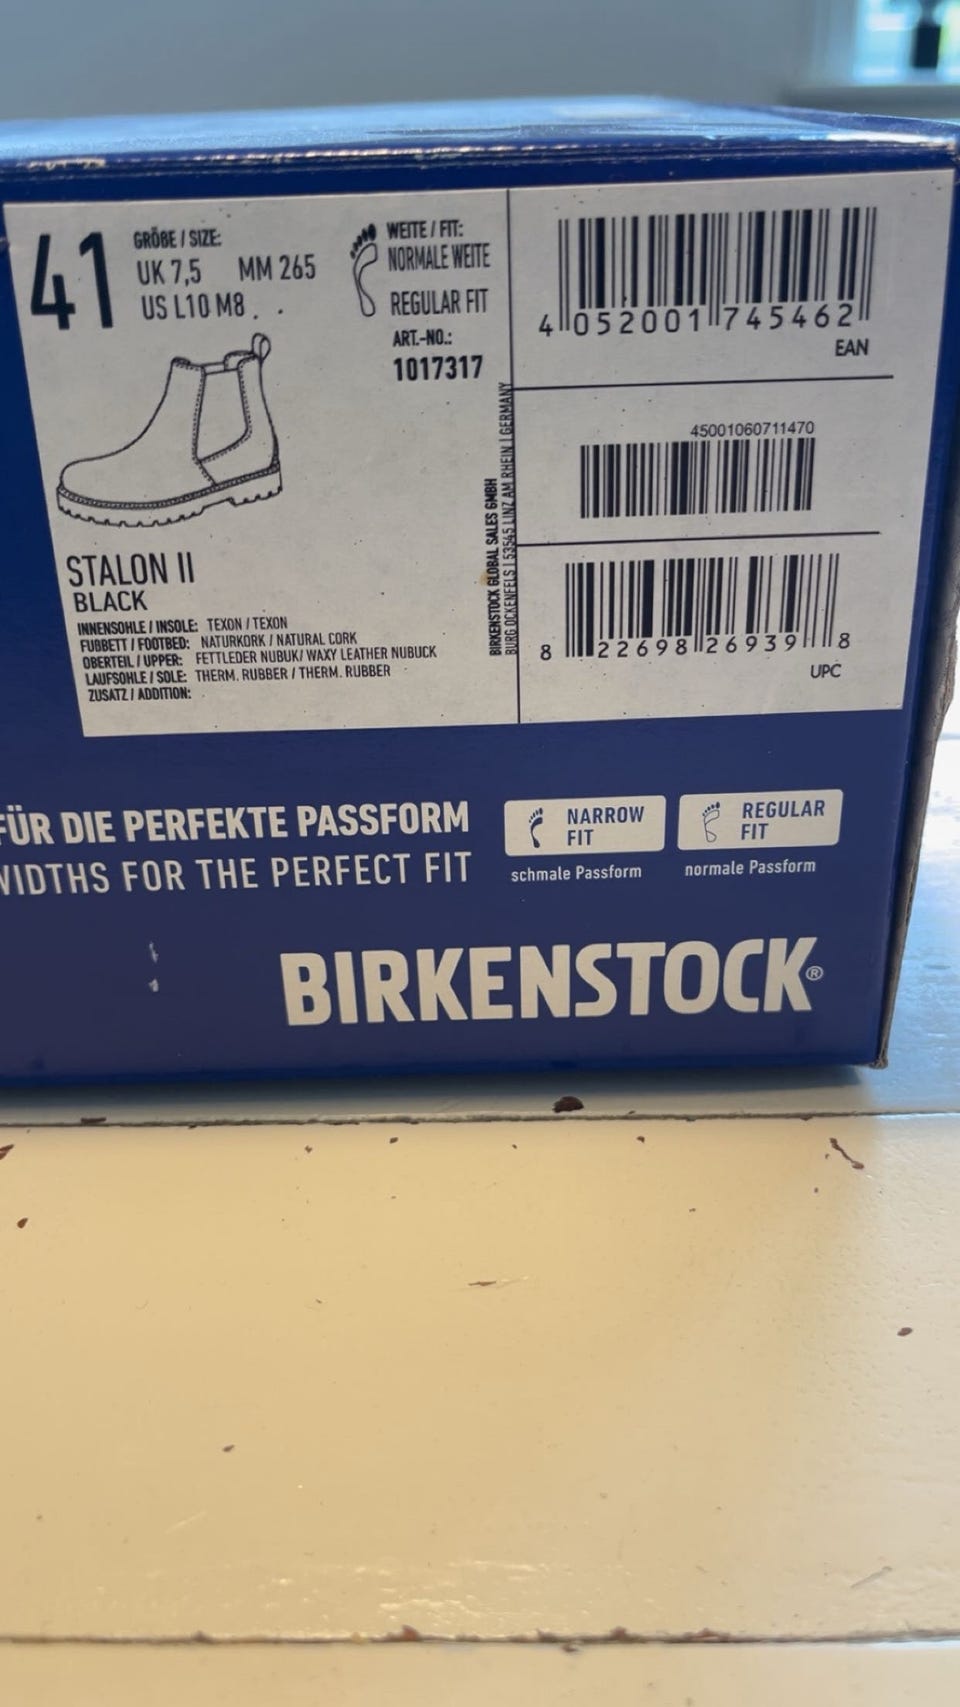 41
GRÖßE / SIZE:
UK 7,5 MM 265
US L10 M8 . .
WEITE / FIT:
NORMALE WEITE
REGULAR FIT
ART.-NO.:
1017317
STALON II
BLACK
INNENSOHLE / INSOLE: TEXON / TEXON
FUßBETT / FOOTBED: NATURKORK / NATURAL CORK
OBERTEIL / UPPER: FETTLEDER NUBUK/ WAXY LEATHER NUBUCK
LAUFSOHLE / SOLE: THERM. RUBBER / THERM. RUBBER
ZUSATZ / ADDITION:
BIRKENSTOCK GLOBAL SALES GMBH
BURG OCKENFELS | 53545 LINZ AM RHEIN | GERMANY
4 052001 745462
EAN
45001060711470
8 22698 26939 8
UPC
FÜR DIE PERFEKTE PASSFORM
WIDTHS FOR THE PERFECT FIT
NARROW
FIT
schmale Passform
REGULAR
FIT
normale Passform
BIRKENSTOCK®